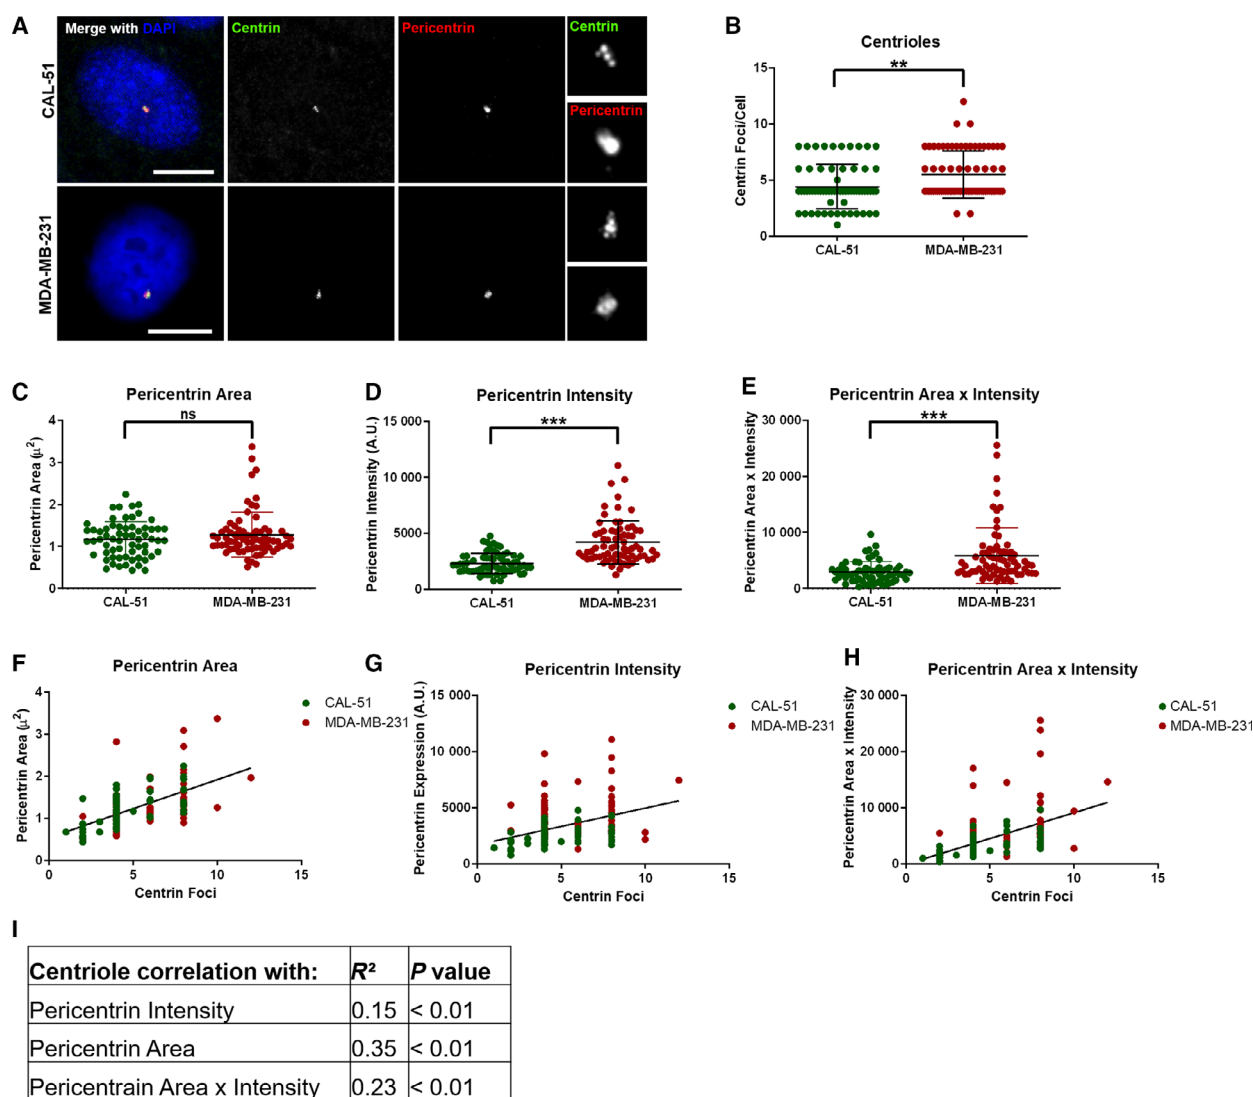 A
Merge with DAPI
Centrin
Pericentrin
Centrin
Pericentrin
CAL-51
MDA-MB-231
B
Centrioles
**
Centrin Foci/Cell
15
10
5
0
CAL-51
MDA-MB-231
C
Pericentrin Area
ns
Pericentrin Area (μ²)
4
3
2
1
0
CAL-51
MDA-MB-231
D
Pericentrin Intensity
***
Pericentrin Intensity (A.U.)
15 000
10 000
5000
0
CAL-51
MDA-MB-231
E
Pericentrin Area x Intensity
***
Pericentrin Area x Intensity
30 000
20 000
10 000
0
CAL-51
MDA-MB-231
F
Pericentrin Area
CAL-51
MDA-MB-231
Pericentrin Area (μ²)
4
3
2
1
0
0 5 10 15
Centrin Foci
G
Pericentrin Intensity
CAL-51
MDA-MB-231
Pericentrin Expression (A.U.)
15 000
10 000
5000
0
0 5 10 15
Centrin Foci
H
Pericentrin Area x Intensity
CAL-51
MDA-MB-231
Pericentrin Area x Intensity
30 000
20 000
10 000
0
0 5 10 15
Centrin Foci
I
Centriole correlation with: R² P value
Pericentrin Intensity 0.15 < 0.01
Pericentrin Area 0.35 < 0.01
Pericentrain Area x Intensity 0.23 < 0.01